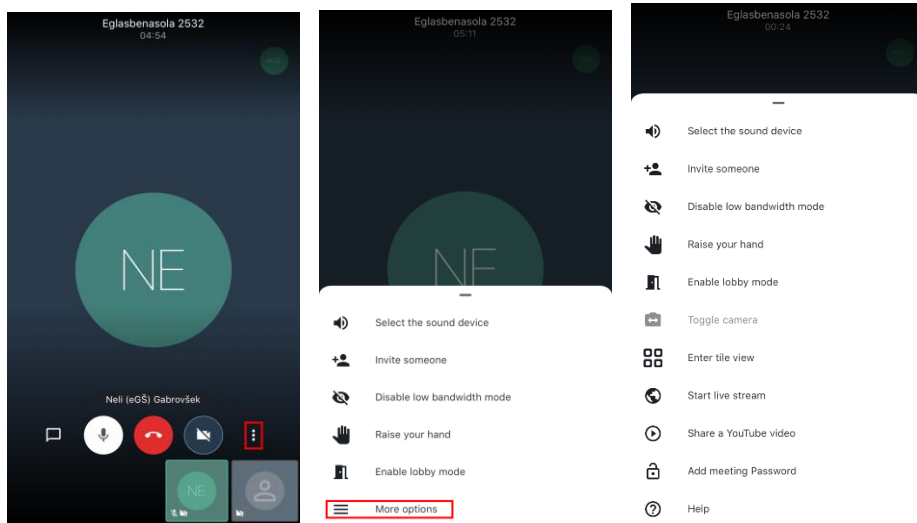 Eglasbenasola 2532
04:54
NE
Neli (eGŠ) Gabrovšek
NE
Eglasbenasola 2532
05:11
NE
Select the sound device
Invite someone
Disable low bandwidth mode
Raise your hand
Enable lobby mode
More options
Eglasbenasola 2532
00:24
Select the sound device
Invite someone
Disable low bandwidth mode
Raise your hand
Enable lobby mode
Toggle camera
Enter tile view
Start live stream
Share a YouTube video
Add meeting Password
Help